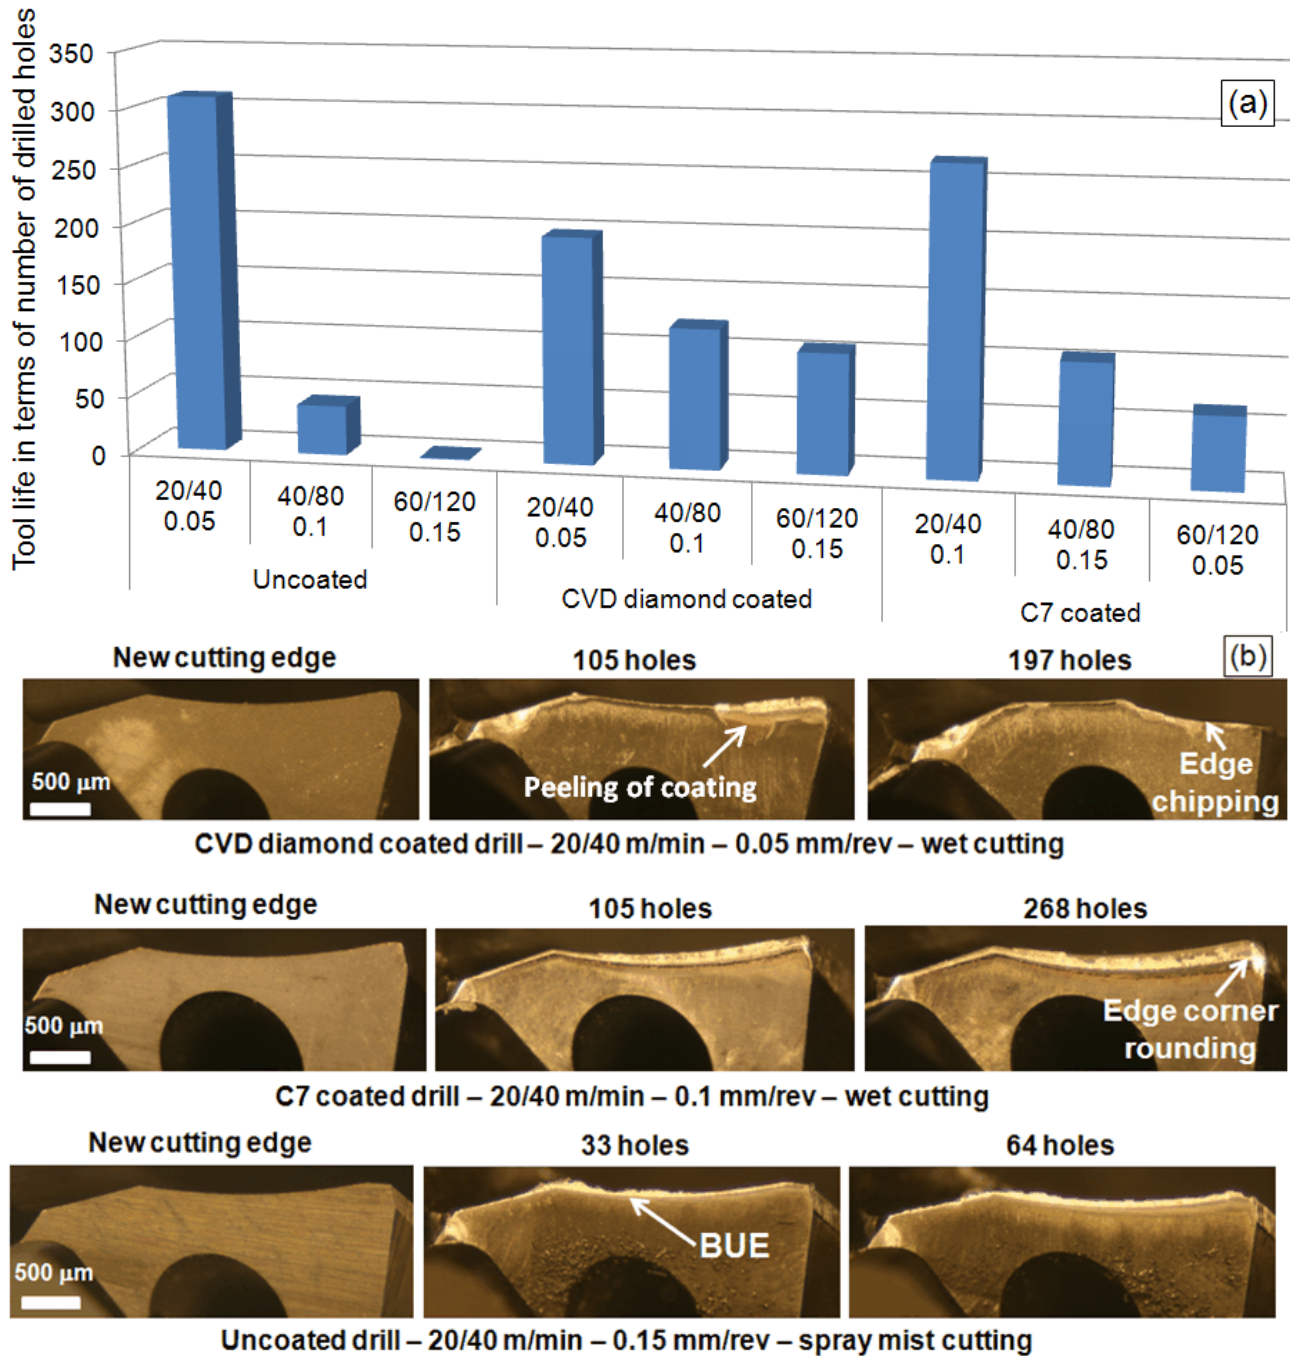 Tool life in terms of number of drilled holes
350
300
250
200
150
100
50
0
(a)
20/40 40/80 60/120 20/40 40/80 60/120 20/40 40/80 60/120
0.05 0.1 0.15 0.05 0.1 0.15 0.1 0.15 0.05
Uncoated CVD diamond coated C7 coated
(b)
New cutting edge 105 holes 197 holes
500 µm
Peeling of coating
Edge
chipping
CVD diamond coated drill – 20/40 m/min – 0.05 mm/rev – wet cutting
New cutting edge 105 holes 268 holes
500 µm
Edge corner
rounding
C7 coated drill – 20/40 m/min – 0.1 mm/rev – wet cutting
New cutting edge 33 holes 64 holes
500 µm
BUE
Uncoated drill – 20/40 m/min – 0.15 mm/rev – spray mist cutting